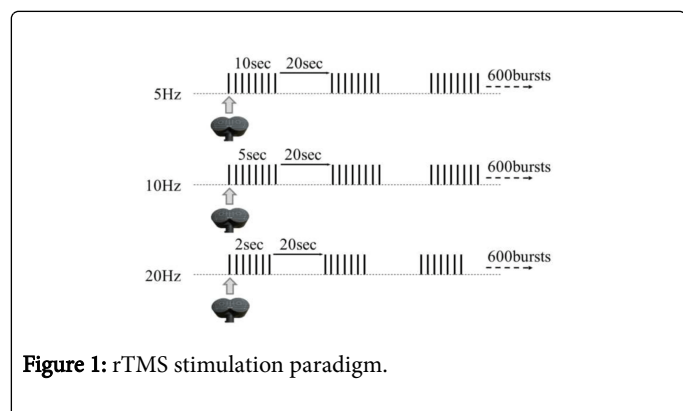 10sec 20sec
600bursts
5Hz
5sec 20sec
600bursts
10Hz
2sec 20sec
600bursts
20Hz
Figure 1: rTMS stimulation paradigm.